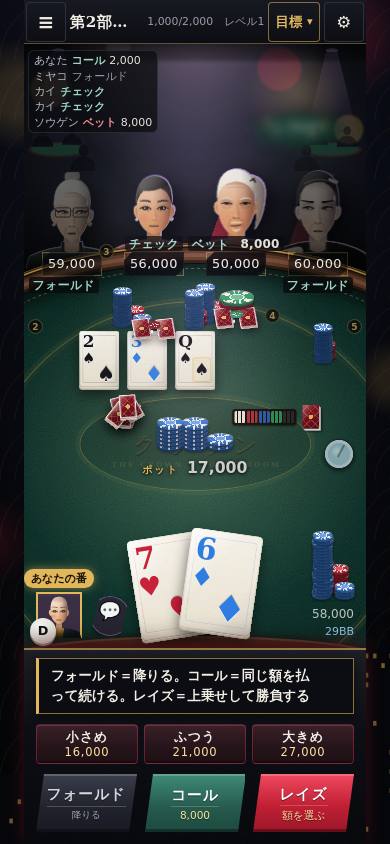 第2部...
1,000/2,000
レベル1
目標 ▾
あなた コール 2,000
ミヤコ フォールド
カイ チェック
カイ チェック
ソウゲン ベット 8,000
チェック
ベット 8,000
59,000
56,000
50,000
60,000
フォールド
フォールド
3
2
4
5
2
Q
ポット 17,000
7
6
あなたの番
D
58,000
29BB
フォールド＝降りる。コール＝同じ額を払
って続ける。レイズ＝上乗せして勝負する
小さめ
16,000
ふつう
21,000
大きめ
27,000
フォールド
降りる
コール
8,000
レイズ
額を選ぶ